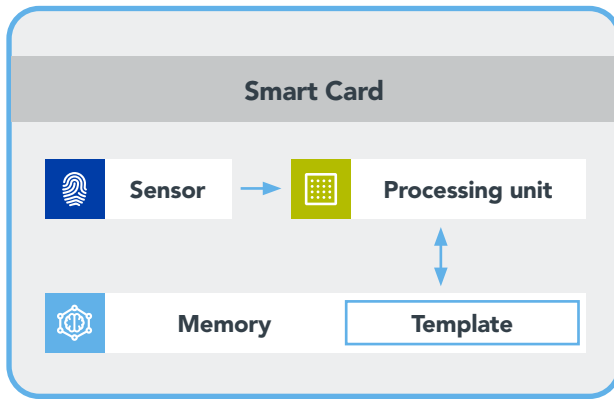 Smart Card
Sensor
Processing unit
Memory
Template